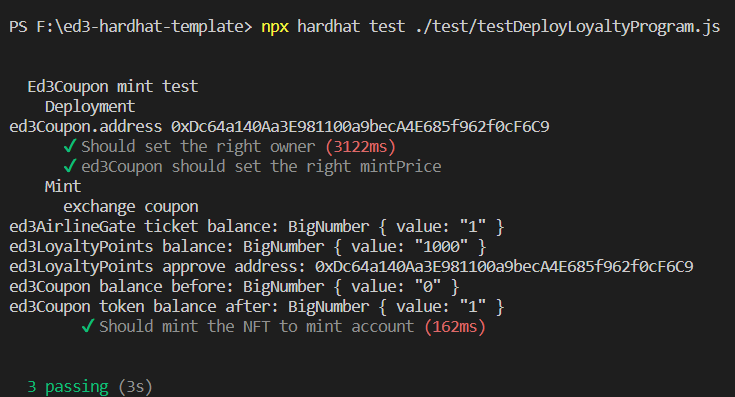 PS F:\ed3-hardhat-template> npx hardhat test ./test/testDeployLoyaltyProgram.js
Ed3Coupon mint test
Deployment
ed3Coupon.address 0xDc64a140Aa3E981100a9becA4E685f962f0cF6C9
✓ Should set the right owner (3122ms)
✓ ed3Coupon should set the right mintPrice
Mint
exchange coupon
ed3AirlineGate ticket balance: BigNumber { value: "1" }
ed3LoyaltyPoints balance: BigNumber { value: "1000" }
ed3LoyaltyPoints approve address: 0xDc64a140Aa3E981100a9becA4E685f962f0cF6C9
ed3Coupon balance before: BigNumber { value: "0" }
ed3Coupon token balance after: BigNumber { value: "1" }
✓ Should mint the NFT to mint account (162ms)
3 passing (3s)